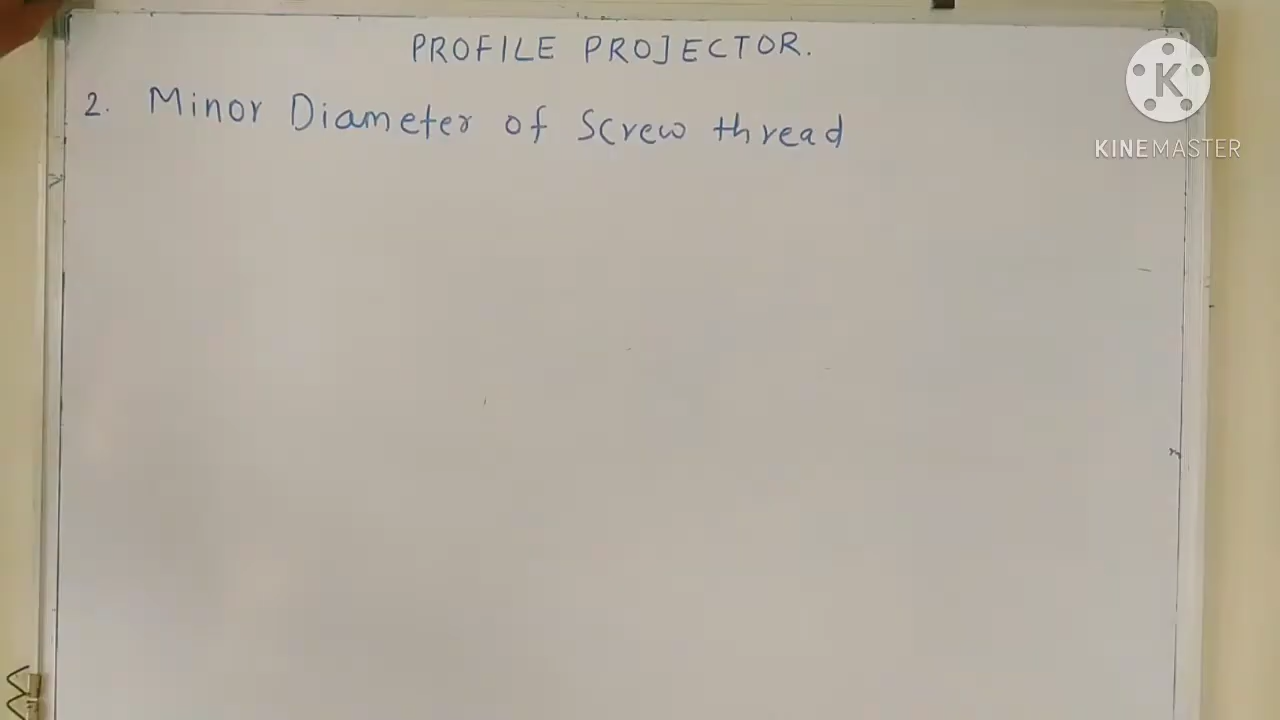 PROFILE PROJECTOR.
2. Minor Diameter of Screw thread
K
KINEMASTER